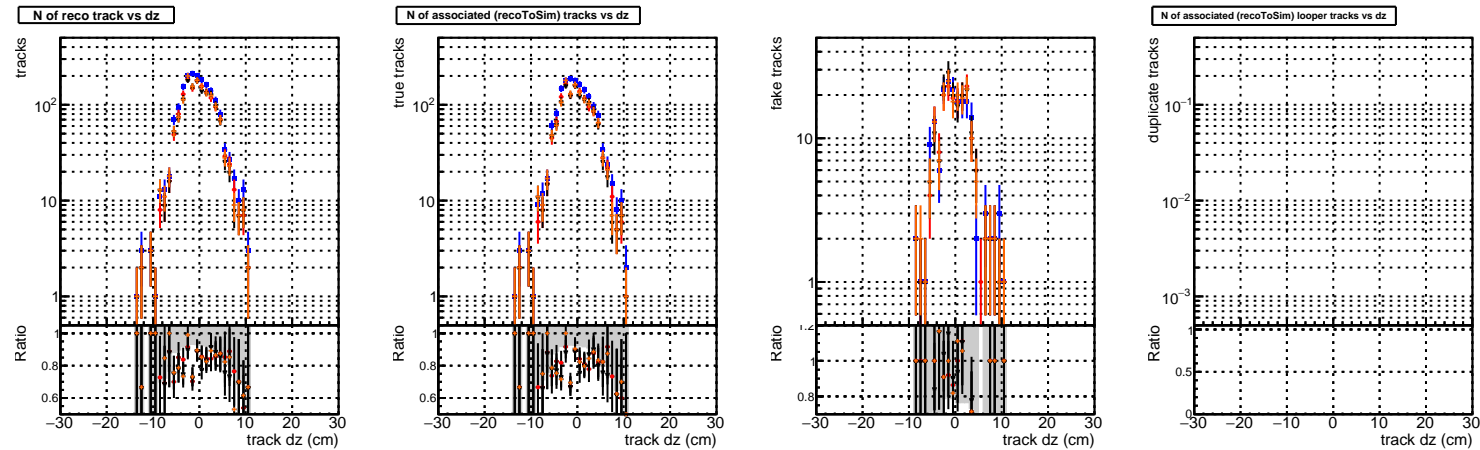 N of reco track vs dz
tracks
10²
10
1
Ratio
1
0.8
0.6
−30 −20 −10 0 10 20 30
track dz (cm)
N of associated (recoToSim) tracks vs dz
true tracks
10²
10
1
Ratio
1
0.8
0.6
−30 −20 −10 0 10 20 30
track dz (cm)
fake tracks
10
1
Ratio
1
0.8
−30 −20 −10 0 10 20 30
track dz (cm)
N of associated (recoToSim) looper tracks vs dz
duplicate tracks
10⁻¹
10⁻²
10⁻³
Ratio
1
0.5
0
−30 −20 −10 0 10 20 30
track dz (cm)